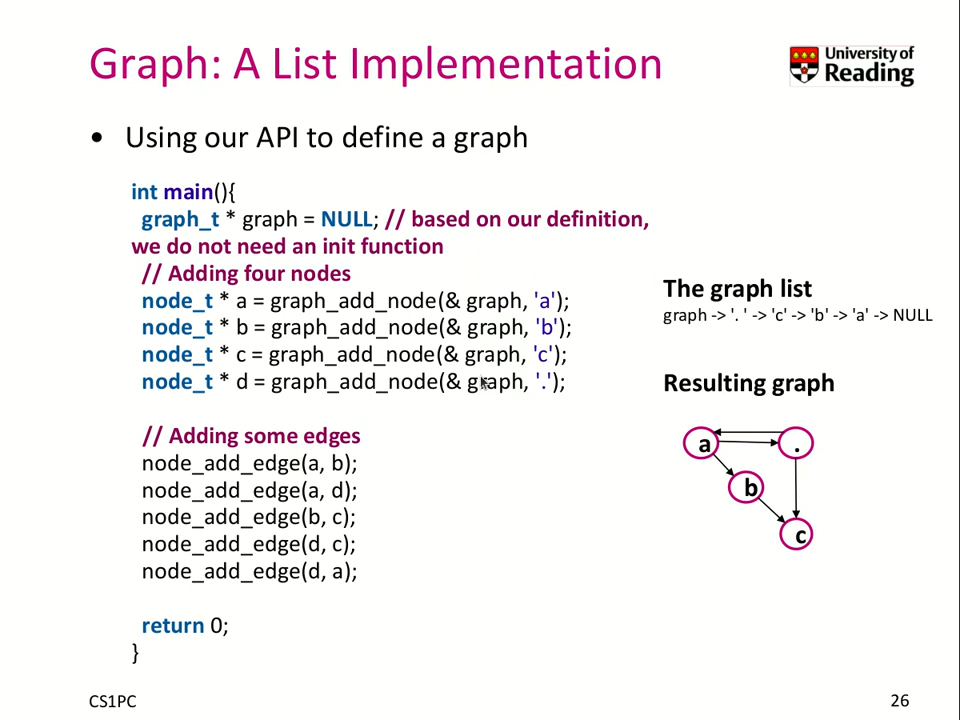 Graph: A List Implementation
University of
Reading
• Using our API to define a graph
int main(){
graph_t * graph = NULL; // based on our definition,
we do not need an init function
// Adding four nodes
node_t * a = graph_add_node(& graph, 'a');
node_t * b = graph_add_node(& graph, 'b');
node_t * c = graph_add_node(& graph, 'c');
node_t * d = graph_add_node(& graph, '.');
// Adding some edges
node_add_edge(a, b);
node_add_edge(a, d);
node_add_edge(b, c);
node_add_edge(d, c);
node_add_edge(d, a);
return 0;
}
The graph list
graph -> '. ' -> 'c' -> 'b' -> 'a' -> NULL
Resulting graph
a .
b
c
CS1PC
26